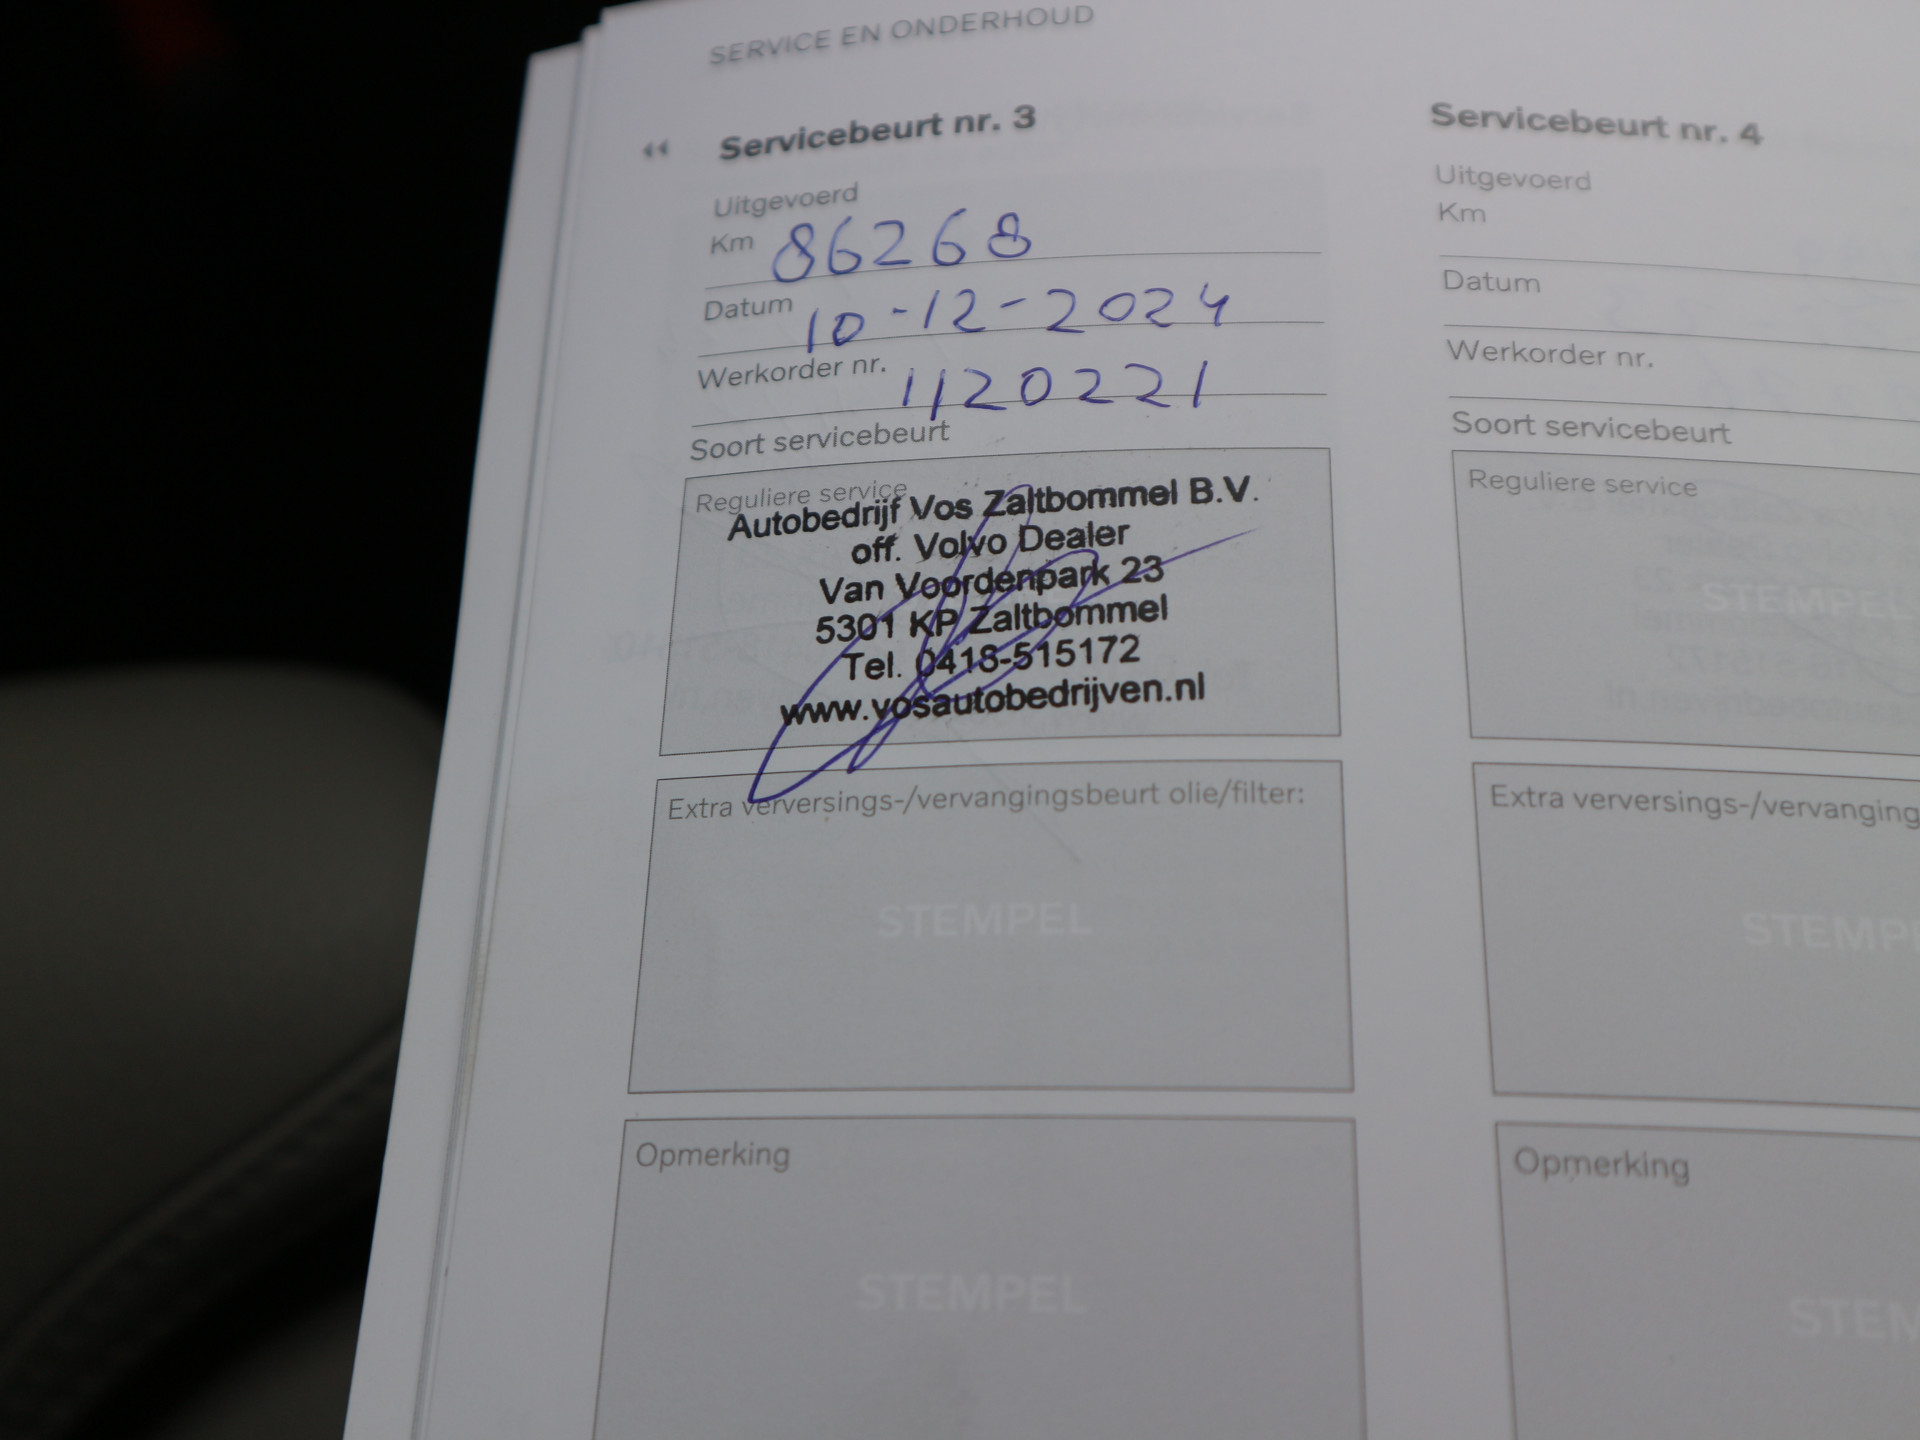 SERVICE EN ONDERHOUD
Servicebeurt nr. 3
Uitgevoerd
Km 86268
Datum 10-12-2024
Werkorder nr. 1120221
Soort servicebeurt
Reguliere service
Autobedrijf Vos Zaltbommel B.V.
off. Volvo Dealer
Van Voordenpark 23
5301 KP Zaltbommel
Tel. 0418-515172
www.vosautobedrijven.nl
Extra verversings-/vervangingsbeurt olie/filter:
STEMPEL
Opmerking
STEMPEL
Servicebeurt nr. 4
Uitgevoerd
Km
Datum
Werkorder nr.
Soort servicebeurt
Reguliere service
STEMPEL
Extra verversings-/vervanging
STEMP
Opmerking
STEM